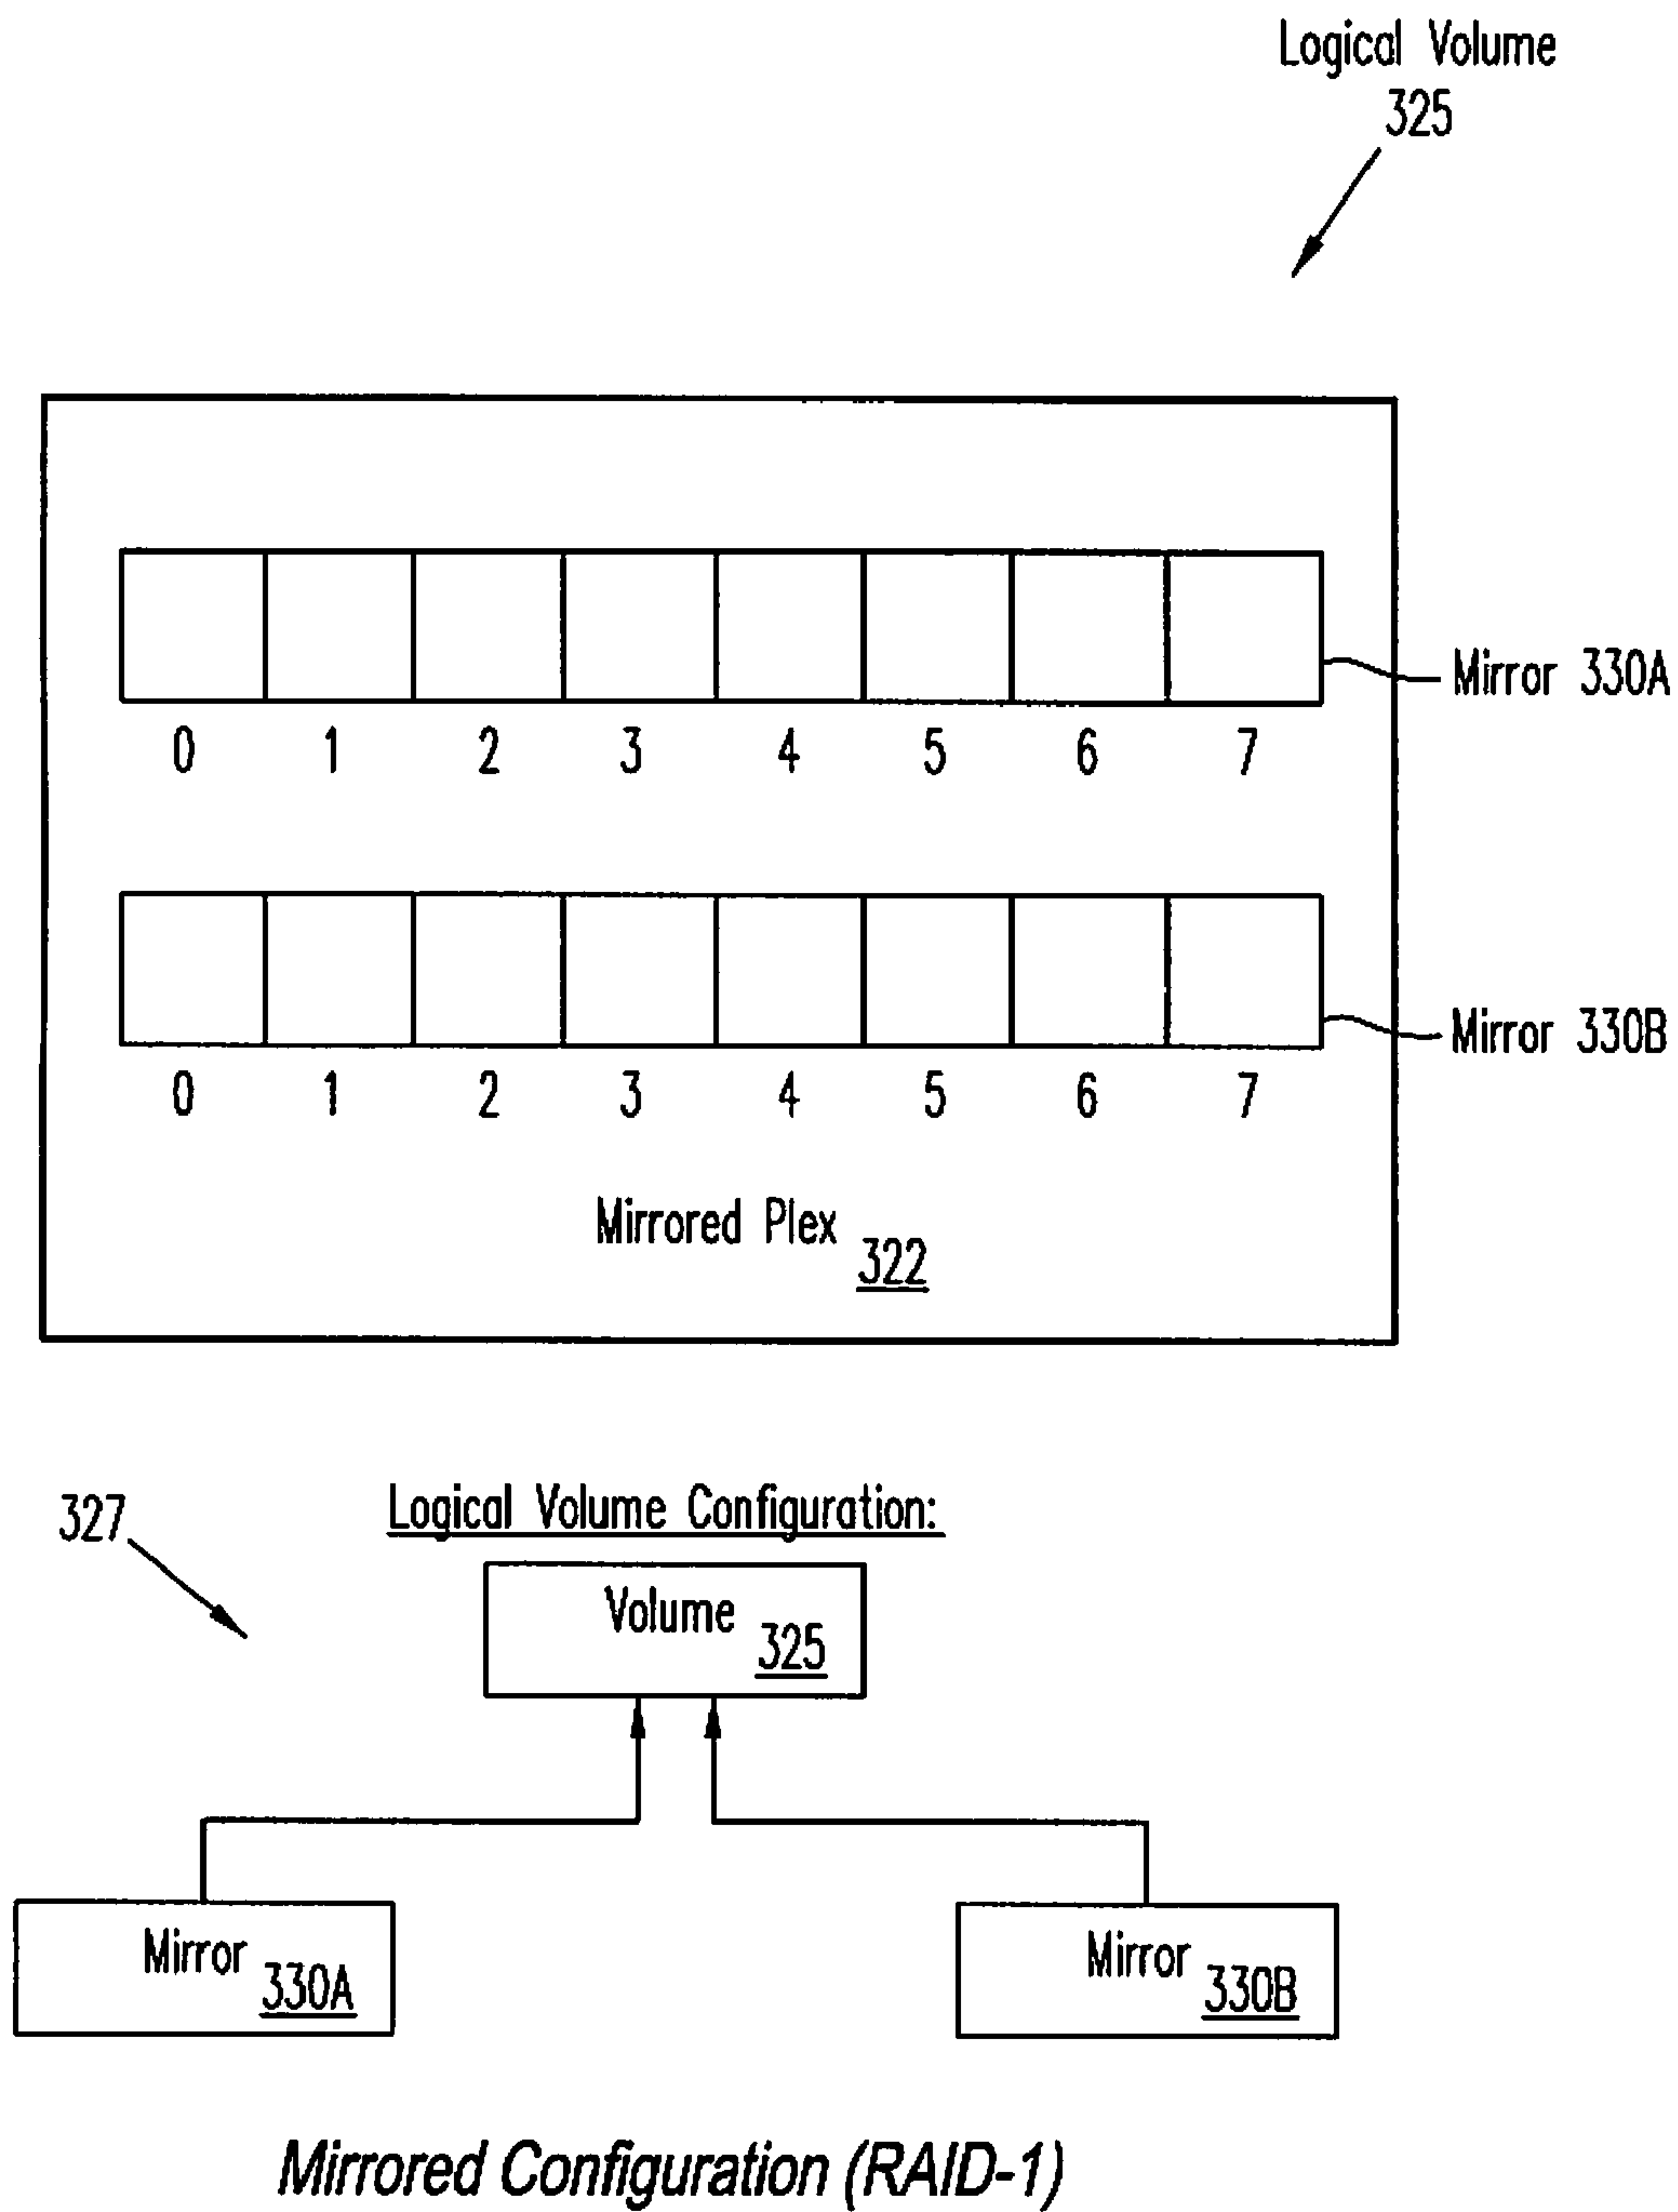 Logical Volume
325
Mirror 330A
0 1 2 3 4 5 6 7
Mirror 330B
0 1 2 3 4 5 6 7
Mirrored Plex 322
327
Logical Volume Configuration:
Volume 325
Mirror 330A
Mirror 330B
Mirrored Configuration (RAID-1)